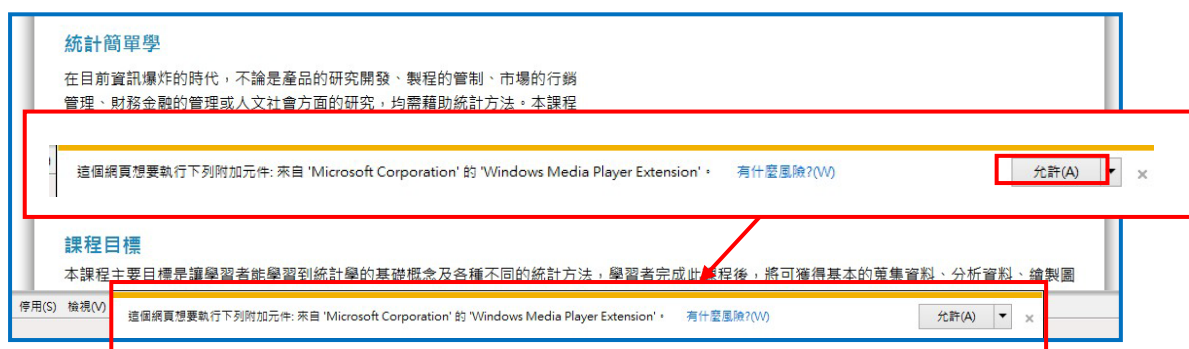 統計簡單學
在目前資訊爆炸的時代，不論是產品的研究開發、製程的管制、市場的行銷
管理、財務金融的管理或人文社會方面的研究，均需藉助統計方法。本課程
這個網頁想要執行下列附加元件: 來自 'Microsoft Corporation' 的 'Windows Media Player Extension'。 有什麼風險?(W) 允許(A)
課程目標
本課程主要目標是讓學習者能學習到統計學的基礎概念及各種不同的統計方法，學習者完成此課程後，將可獲得基本的蒐集資料、分析資料、繪製圖
停用(S) 檢視(V)
這個網頁想要執行下列附加元件: 來自 'Microsoft Corporation' 的 'Windows Media Player Extension'。 有什麼風險?(W) 允許(A)